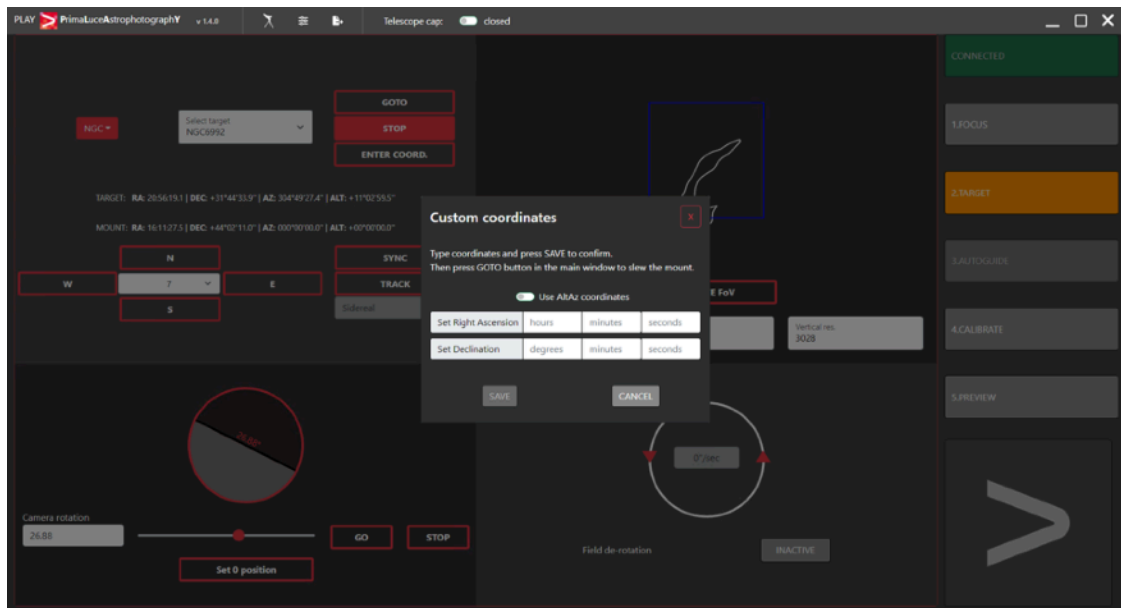 PLAY PrimaLuceAstrophotographY v 1.4.8 Telescope cap: closed
CONNECTED
GOTO
NGC
Select target
NGC6992
STOP
ENTER COORD.
1.FOCUS
TARGET: RA: 20:56:19.1 | DEC: +31°44'33.9" | AZ: 304°49'27.4" | ALT: +11°02'59.5"
2.TARGET
MOUNT: RA: 16:11:27.5 | DEC: +44°02'11.0" | AZ: 000°00'00.0" | ALT: +00°00'00.0"
Custom coordinates
X
Type coordinates and press SAVE to confirm.
Then press GOTO button in the main window to slew the mount.
N
SYNC
3.AUTOGUIDE
W
7
E
TRACK
Use AltAz coordinates
E FoV
S
Sidereal
Set Right Ascension hours minutes seconds
Set Declination degrees minutes seconds
Vertical res.
3028
4.CALIBRATE
SAVE
CANCEL
5.PREVIEW
26.88°
0°/sec
Camera rotation
26.88
GO
STOP
Set 0 position
Field de-rotation
INACTIVE